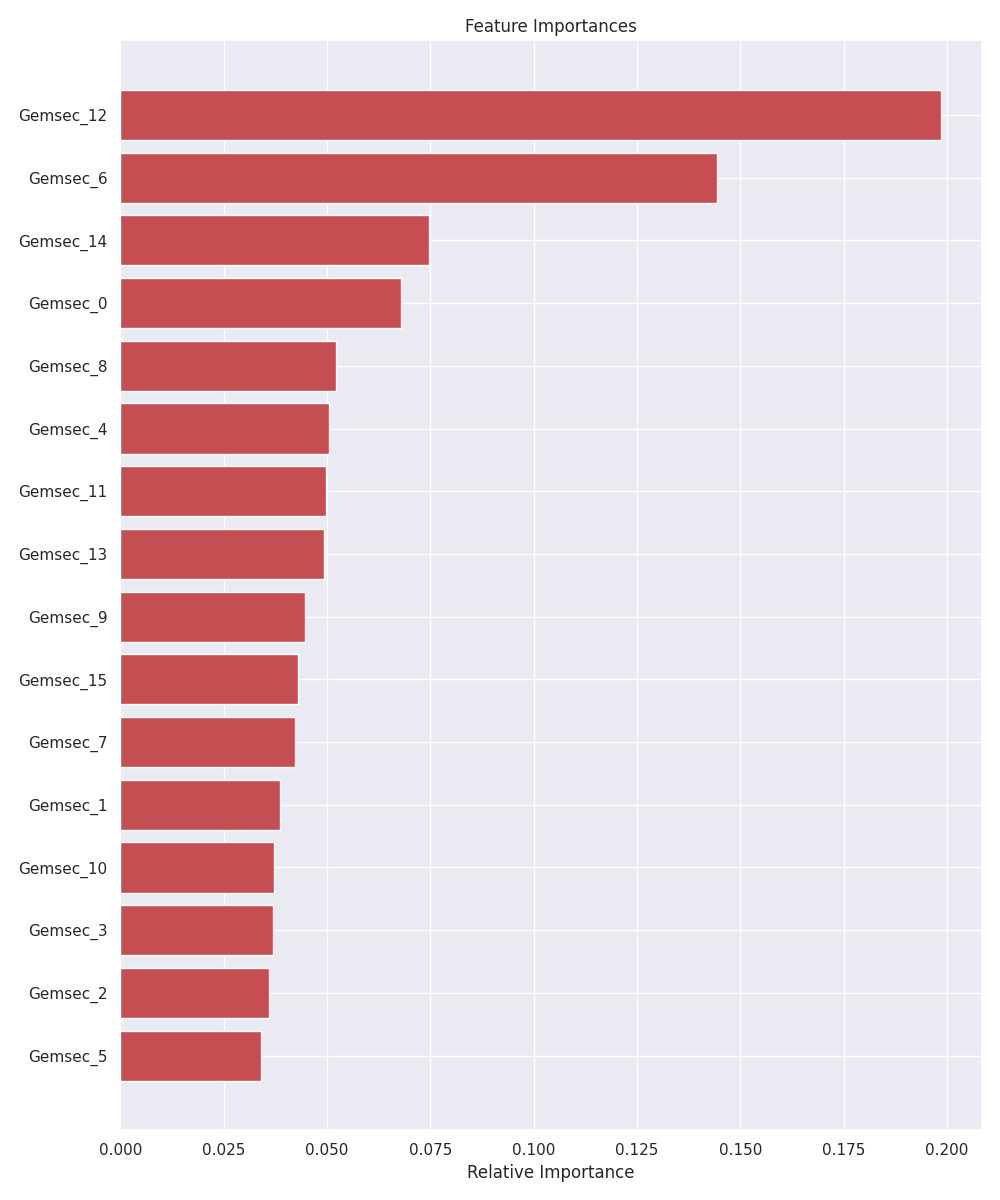 Feature Importances
Gemsec_12
Gemsec_6
Gemsec_14
Gemsec_0
Gemsec_8
Gemsec_4
Gemsec_11
Gemsec_13
Gemsec_9
Gemsec_15
Gemsec_7
Gemsec_1
Gemsec_10
Gemsec_3
Gemsec_2
Gemsec_5
0.000 0.025 0.050 0.075 0.100 0.125 0.150 0.175 0.200
Relative Importance